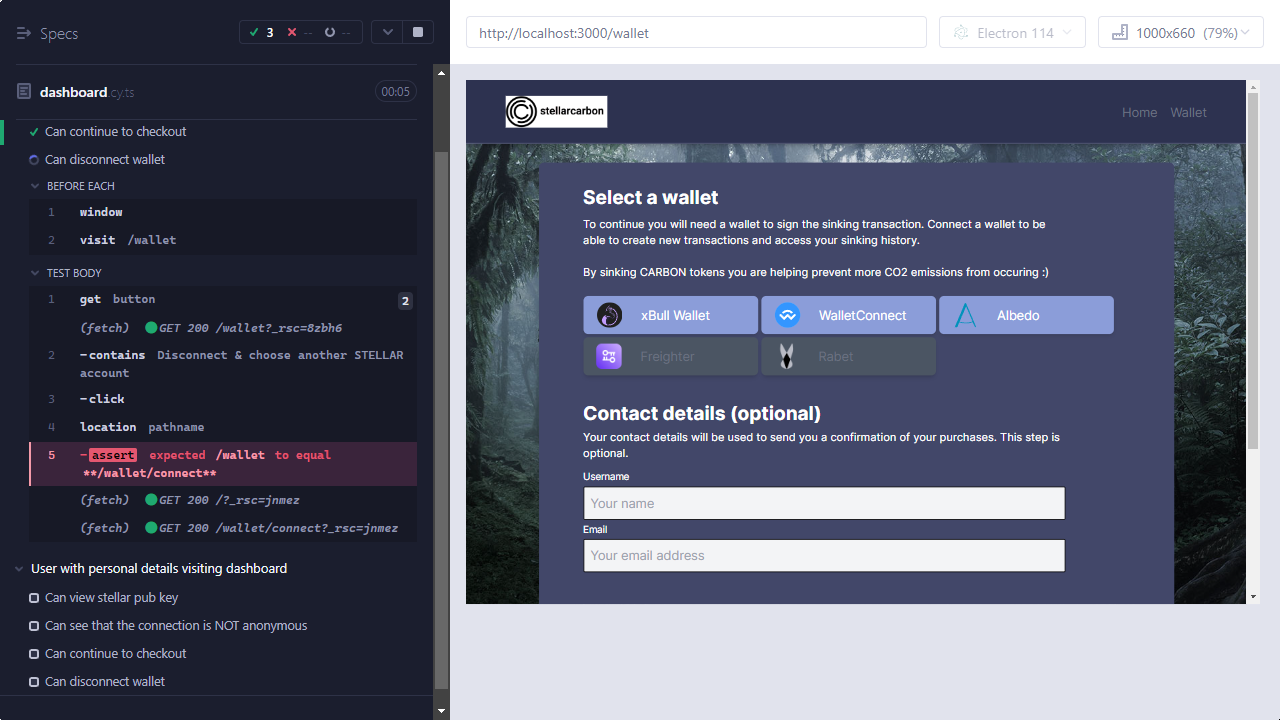 Specs
3
--
--
dashboard.cy.ts
00:05
Can continue to checkout
Can disconnect wallet
BEFORE EACH
1 window
2 visit /wallet
TEST BODY
1 get button 2
(fetch) GET 200 /wallet?_rsc=8zbh6
2 -contains Disconnect & choose another STELLAR
account
3 -click
4 location pathname
5 -assert expected /wallet to equal
**/wallet/connect**
(fetch) GET 200 /?_rsc=jnmez
(fetch) GET 200 /wallet/connect?_rsc=jnmez
User with personal details visiting dashboard
Can view stellar pub key
Can see that the connection is NOT anonymous
Can continue to checkout
Can disconnect wallet
http://localhost:3000/wallet
Electron 114
1000x660 (79%)
stellarcarbon
Home Wallet
Select a wallet
To continue you will need a wallet to sign the sinking transaction. Connect a wallet to be
able to create new transactions and access your sinking history.
By sinking CARBON tokens you are helping prevent more CO2 emissions from occuring :)
xBull Wallet
WalletConnect
Albedo
Freighter
Rabet
Contact details (optional)
Your contact details will be used to send you a confirmation of your purchases. This step is
optional.
Username
Your name
Email
Your email address